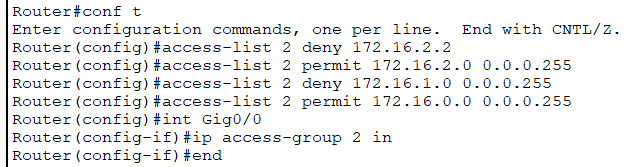 Router#conf t
Enter configuration commands, one per line.  End with CNTL/Z.
Router(config)#access-list 2 deny 172.16.2.2
Router(config)#access-list 2 permit 172.16.2.0 0.0.0.255
Router(config)#access-list 2 deny 172.16.1.0 0.0.0.255
Router(config)#access-list 2 permit 172.16.0.0 0.0.0.255
Router(config)#int Gig0/0
Router(config-if)#ip access-group 2 in
Router(config-if)#end